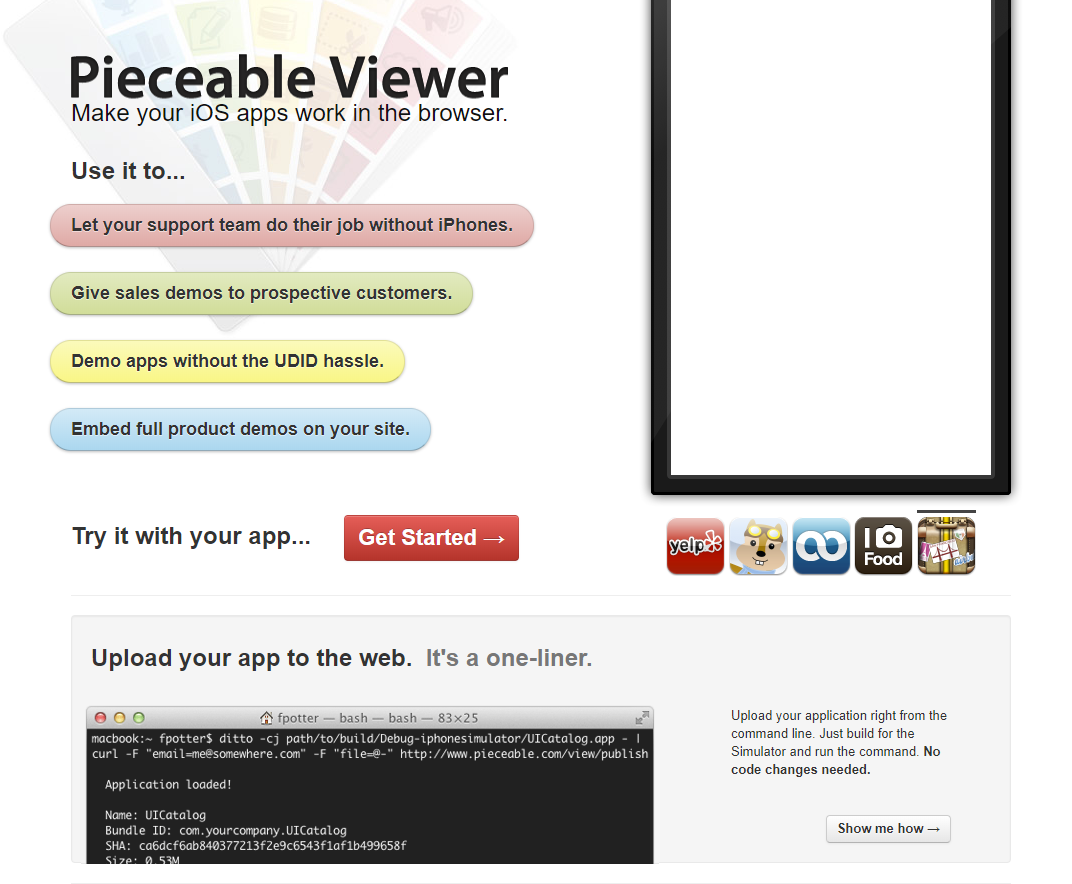 Pieceable Viewer
Make your iOS apps work in the browser.
Use it to...
Let your support team do their job without iPhones.
Give sales demos to prospective customers.
Demo apps without the UDID hassle.
Embed full product demos on your site.
Try it with your app...
Get Started →
yelp
I
Food
Upload your app to the web. It's a one-liner.
fpotter — bash — bash — 83×25
macbook:~ fpotter$ ditto -cj path/to/build/Debug-iphonesimulator/UICatalog.app - |
curl -F "email=me@somewhere.com" -F "file=@-" http://www.pieceable.com/view/publish
Application loaded!
Name: UICatalog
Bundle ID: com.yourcompany.UICatalog
SHA: ca6dcf6ab840377213f2e9c6543f1af1b499658f
Size: 0.53M
Upload your application right from the
command line. Just build for the
Simulator and run the command. No
code changes needed.
Show me how →